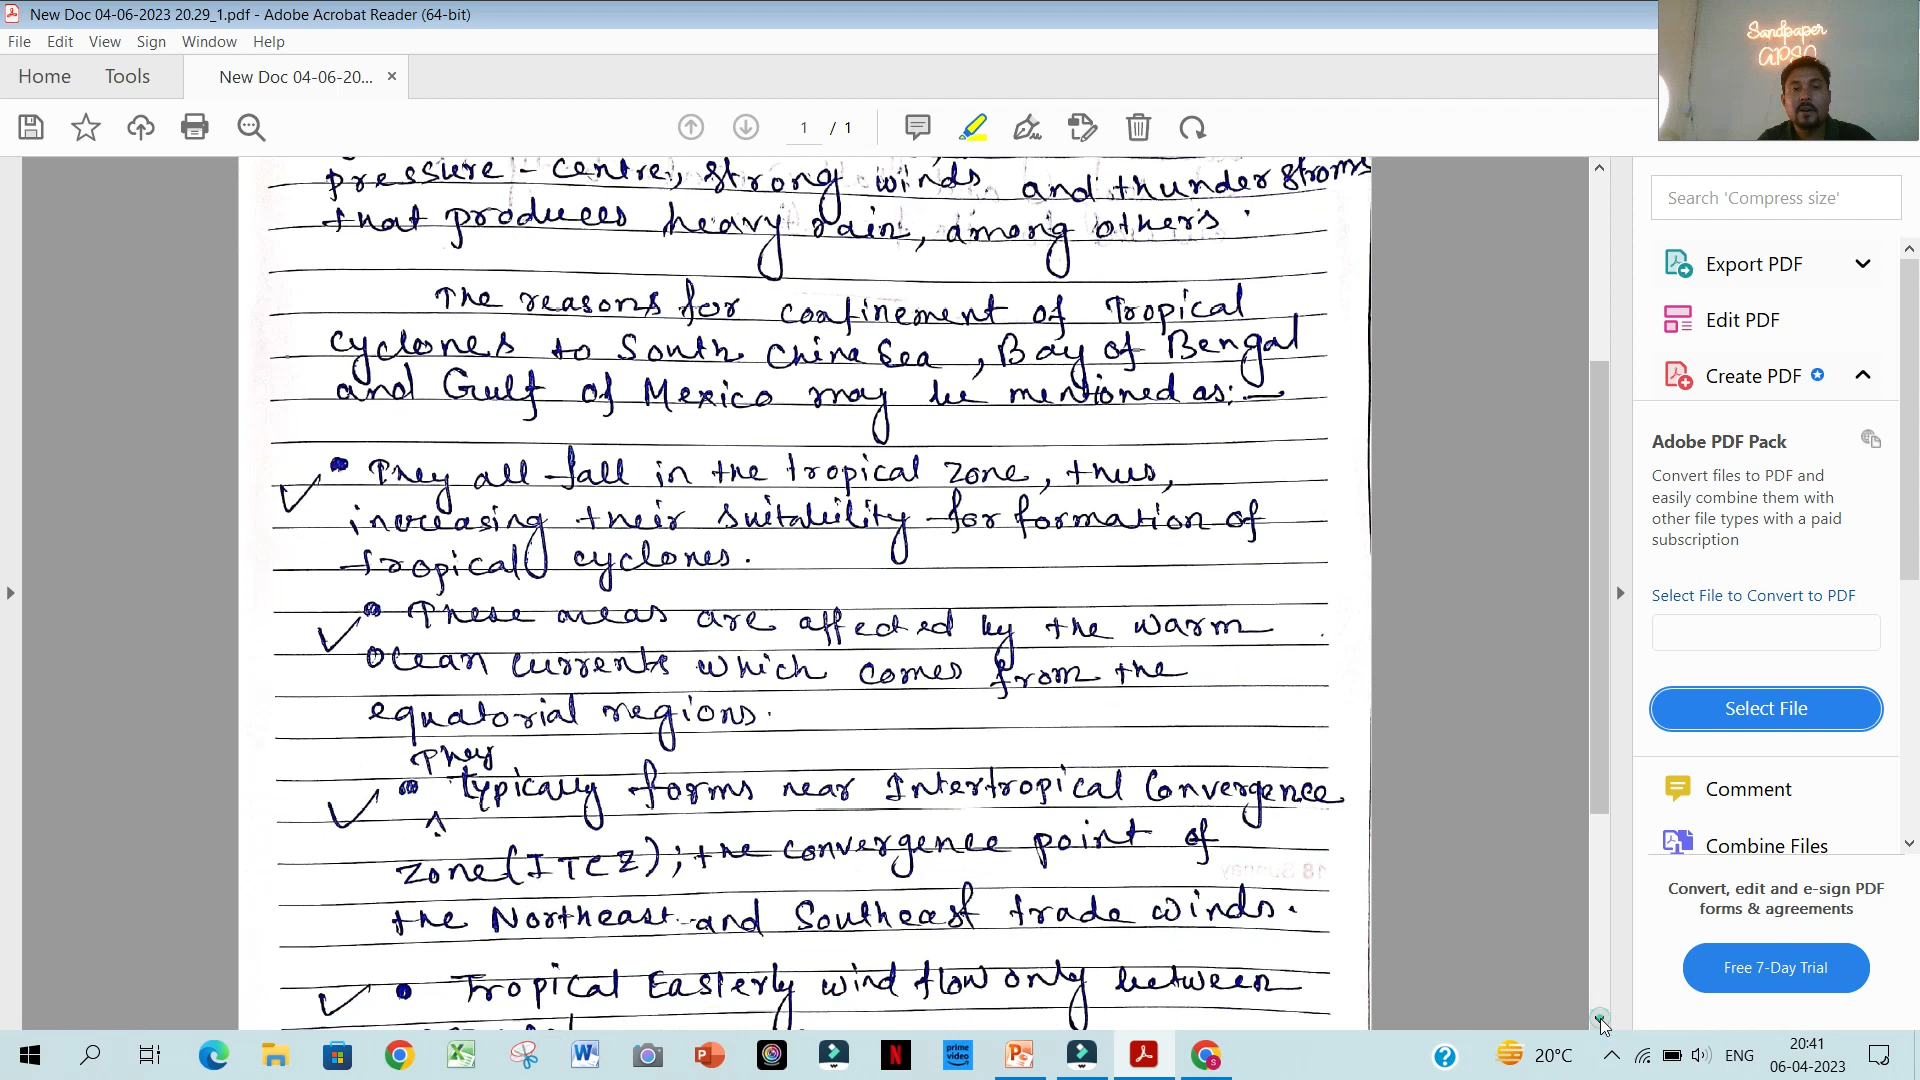 New Doc 04-06-2023 20.29_1.pdf - Adobe Acrobat Reader (64-bit)
File Edit View Sign Window Help
Home Tools New Doc 04-06-20... ×
1 / 1
Sandpaper
APSC
pressure - centre, strong winds and thunderstroms
that produces heavy rain, among others.
The reasons for confinement of Tropical
cyclones to South China Sea, Bay of Bengal
and Gulf of Mexico may be mentioned as: —
• They all fall in the tropical zone, thus,
increasing their suitability for formation of
tropical cyclones.
• These areas are affected by the warm
ocean currents which comes from the
equatorial regions.
They
• typically forms near Intertropical Convergence
zone (ITCZ); the convergence point of
the Northeast and Southeast trade winds.
• Tropical Easterly wind flow only between
Search 'Compress size'
Export PDF
Edit PDF
Create PDF
Adobe PDF Pack
Convert files to PDF and
easily combine them with
other file types with a paid
subscription
Select File to Convert to PDF
Select File
Comment
Combine Files
Convert, edit and e-sign PDF
forms & agreements
Free 7-Day Trial
20°C ENG 20:41
06-04-2023